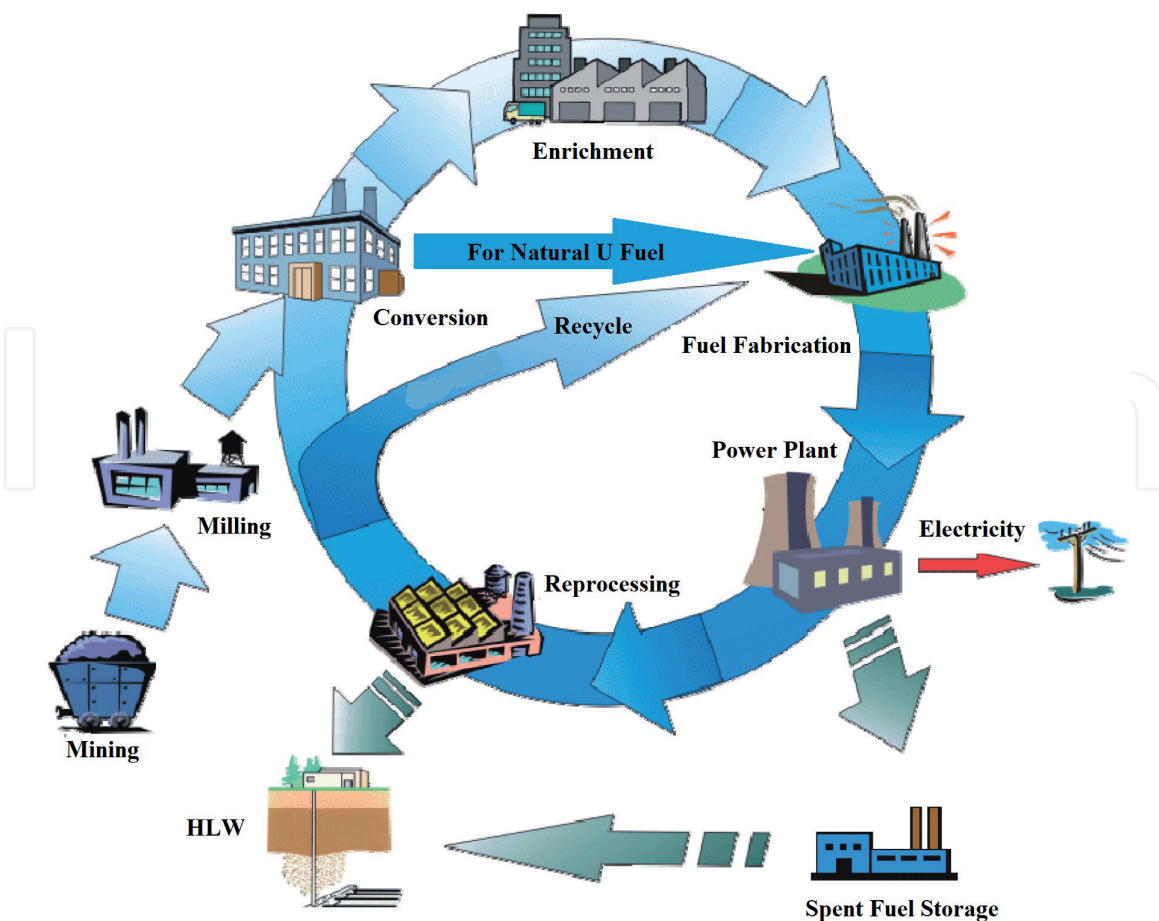 Enrichment
For Natural U Fuel
Conversion
Recycle
Fuel Fabrication
Power Plant
Milling
Electricity
Reprocessing
Mining
HLW
Spent Fuel Storage